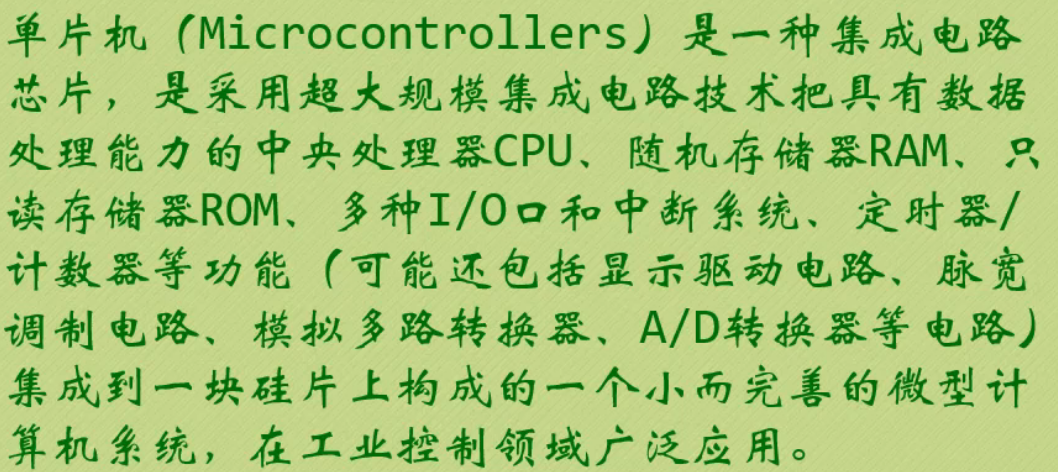 单片机（Microcontrollers）是一种集成电路
芯片，是采用超大规模集成电路技术把具有数据
处理能力的中央处理器CPU、随机存储器RAM、只
读存储器ROM、多种I/O口和中断系统、定时器/
计数器等功能（可能还包括显示驱动电路、脉宽
调制电路、模拟多路转换器、A/D转换器等电路）
集成到一块硅片上构成的一个小而完善的微型计
算机系统，在工业控制领域广泛应用。